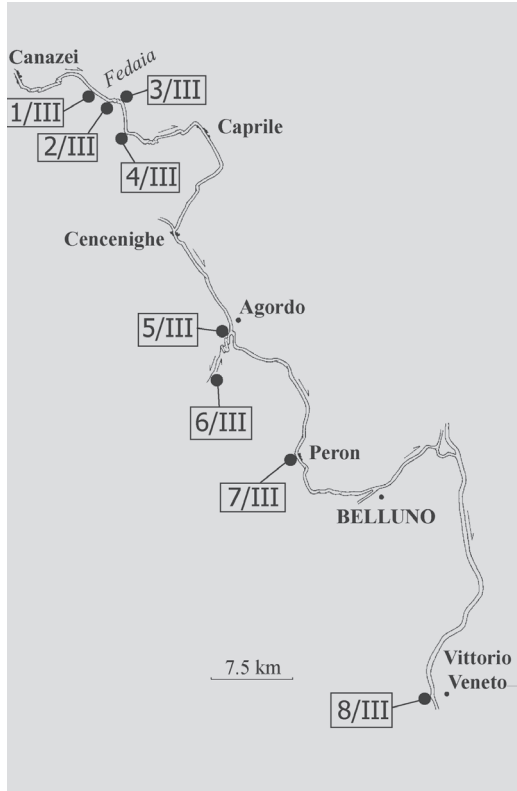 Canazei
Fedaia
1/III
3/III
2/III
Caprile
4/III
Cencenighe
Agordo
5/III
6/III
Peron
7/III
BELLUNO
Vittorio
Veneto
7.5 km
8/III